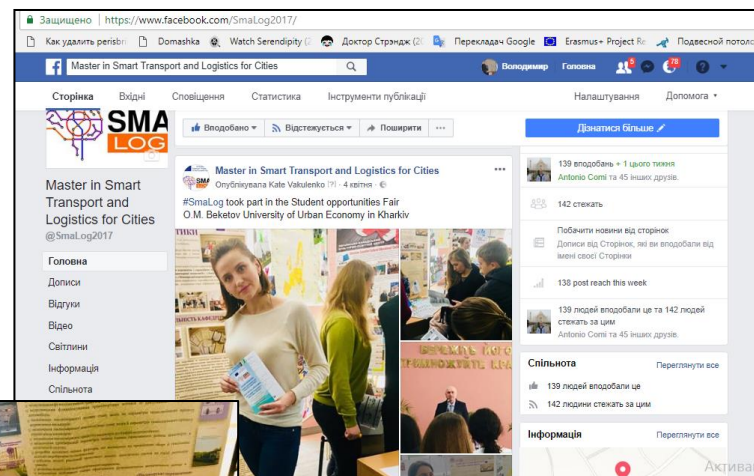 Защищено | https://www.facebook.com/SmaLog2017/
Как удалить perisbr
Domashka
Watch Serendipity (2
Доктор Стрэндж (20
Перекладач Google
Erasmus+ Project Re
Подвесной потоло
Master in Smart Transport and Logistics for Cities
Володимир
Головна
5
78
Сторінка
Вхідні
Сповіщення
Статистика
Інструменти публікації
Налаштування
Допомога
SMA
LOG
Вподобано
Відстежується
Поширити
Дізнатися більше
Master in Smart
Transport and
Logistics for Cities
@SmaLog2017
Головна
Дописи
Відгуки
Відео
Світлини
Інформація
Спільнота
Master in Smart Transport and Logistics for Cities
Опубліковано Kate Vakulenko [?] · 4 квітня ·
#SmaLog took part in the Student opportunities Fair
O.M. Beketov University of Urban Economy in Kharkiv
139 вподобань + 1 цього тижня
Antonio Comi та 45 інших друзів.
142 стежать
Побачити новини від сторінок
Дописи від Сторінок, які ви вподобали від
імені своєї Сторінки
138 post reach this week
139 людей вподобали це та 142 людей
стежать за цим
Antonio Comi та 45 інших друзів.
Спільнота
Переглянути все
139 людей вподобали це
142 людини стежать за цим
Інформація
Переглянути все
Актива